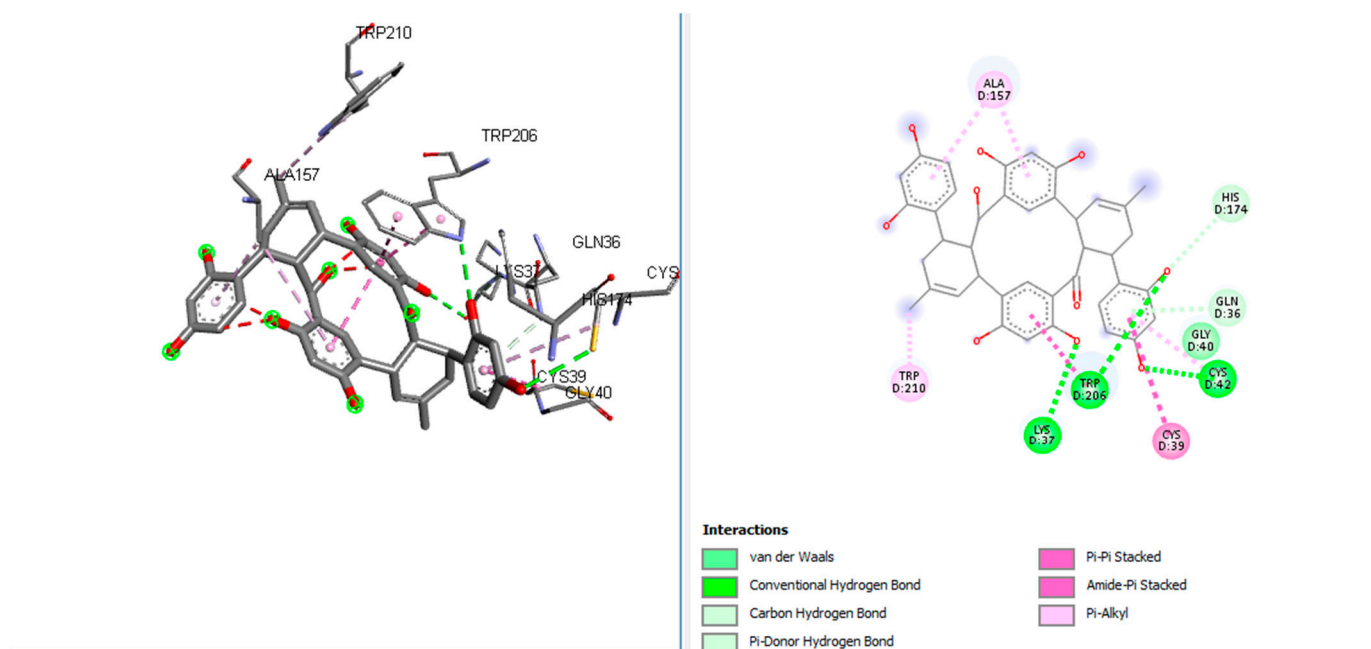 TRP210
TRP206
ALA157
GLN36
LYS37
CYS
HIS174
CYS39
GLY40
ALA
D:157
HIS
D:174
GLN
D:36
GLY
D:40
TRP
D:210
TRP
D:206
CYS
D:42
LYS
D:37
CYS
D:39
O
O
O
O
O
O
O
O
O
O
Interactions
van der Waals
Conventional Hydrogen Bond
Carbon Hydrogen Bond
Pi-Donor Hydrogen Bond
Pi-Pi Stacked
Amide-Pi Stacked
Pi-Alkyl